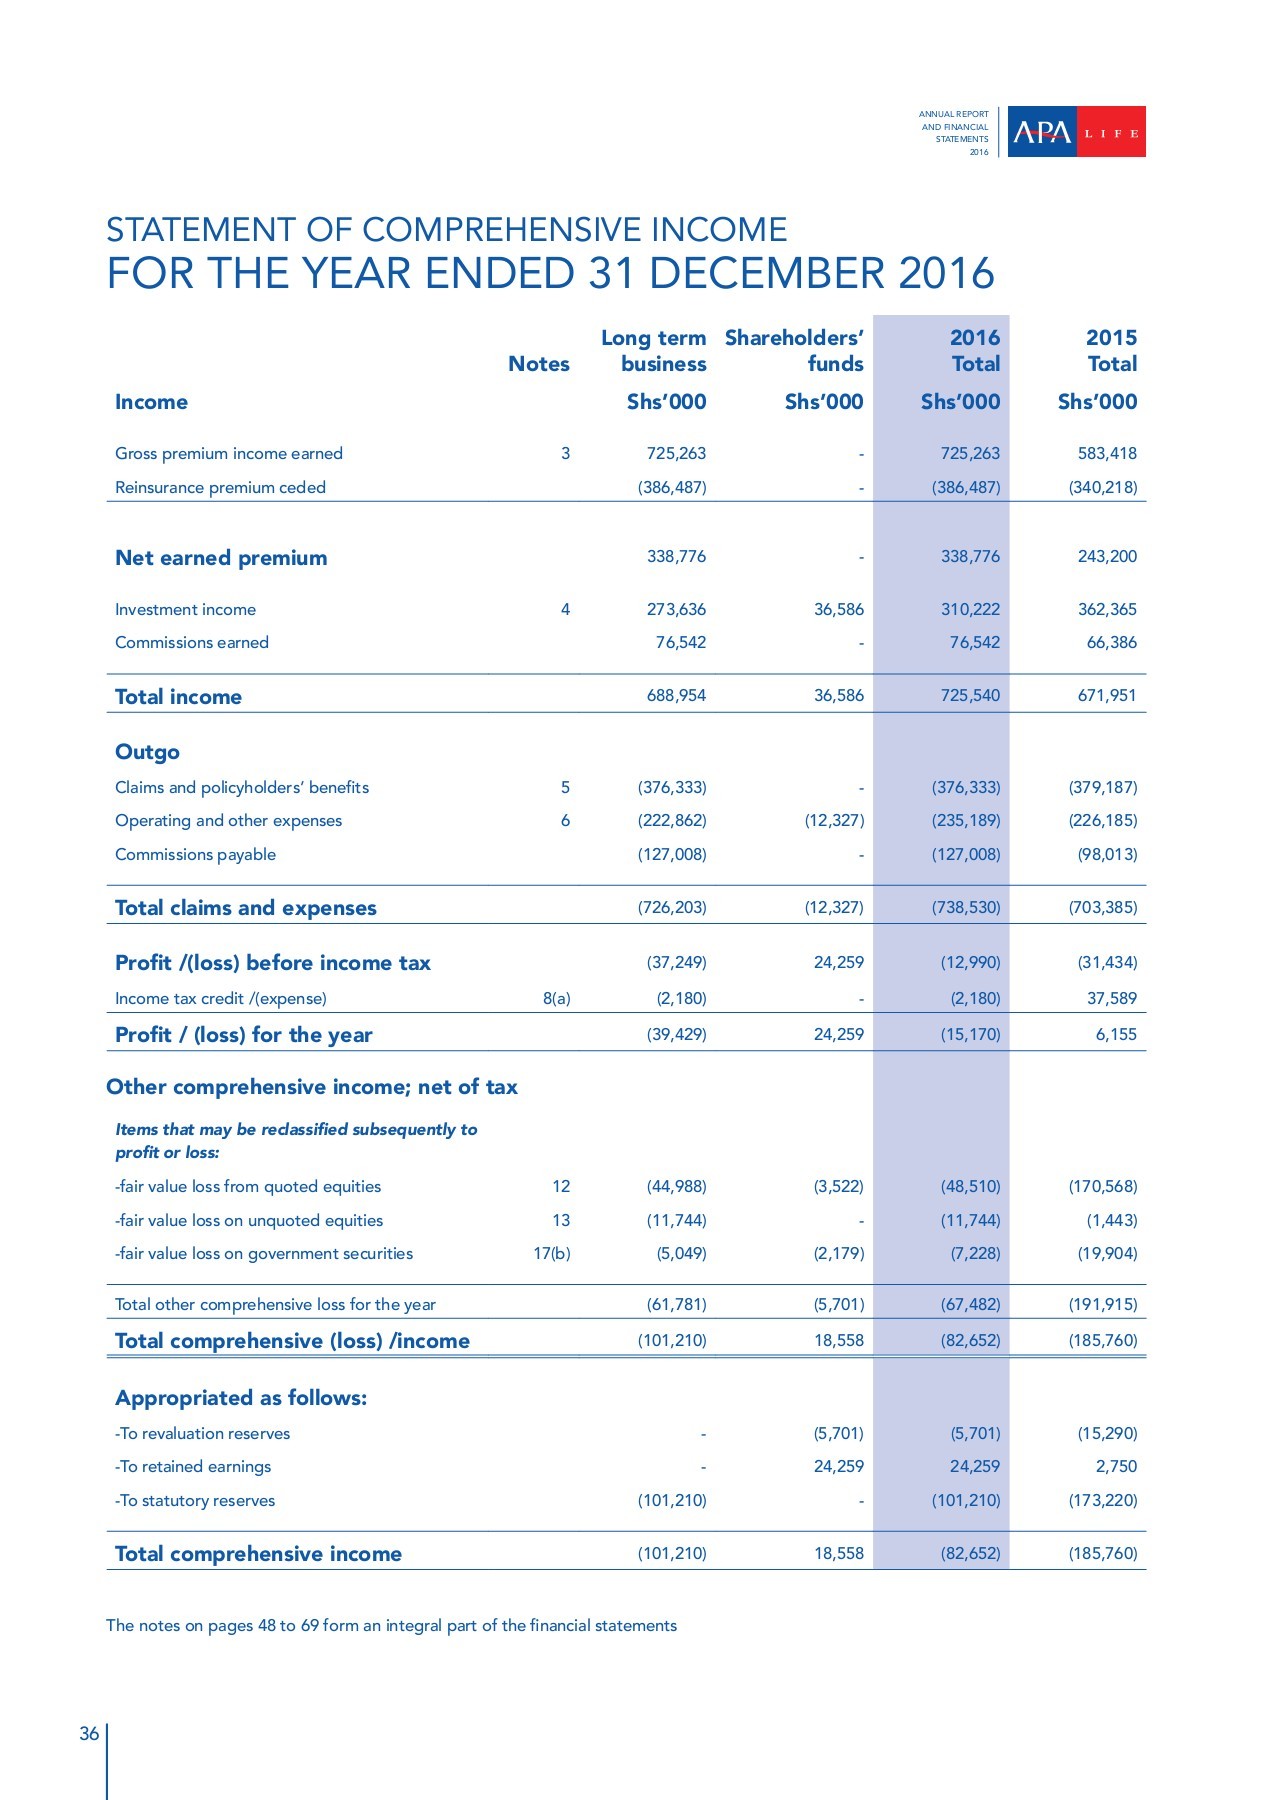 ANNUAL REPORT
AND FINANCIAL
STATEMENTS
2016
APA LIFE
STATEMENT OF COMPREHENSIVE INCOME
FOR THE YEAR ENDED 31 DECEMBER 2016
Long term Shareholders’ 2016 2015
Notes business funds Total Total
Income Shs’000 Shs’000 Shs’000 Shs’000
Gross premium income earned 3 725,263 - 725,263 583,418
Reinsurance premium ceded (386,487) - (386,487) (340,218)
Net earned premium 338,776 - 338,776 243,200
Investment income 4 273,636 36,586 310,222 362,365
Commissions earned 76,542 - 76,542 66,386
Total income 688,954 36,586 725,540 671,951
Outgo
Claims and policyholders’ benefits 5 (376,333) - (376,333) (379,187)
Operating and other expenses 6 (222,862) (12,327) (235,189) (226,185)
Commissions payable (127,008) - (127,008) (98,013)
Total claims and expenses (726,203) (12,327) (738,530) (703,385)
Profit /(loss) before income tax (37,249) 24,259 (12,990) (31,434)
Income tax credit /(expense) 8(a) (2,180) - (2,180) 37,589
Profit / (loss) for the year (39,429) 24,259 (15,170) 6,155
Other comprehensive income; net of tax
Items that may be reclassified subsequently to
profit or loss:
-fair value loss from quoted equities 12 (44,988) (3,522) (48,510) (170,568)
-fair value loss on unquoted equities 13 (11,744) - (11,744) (1,443)
-fair value loss on government securities 17(b) (5,049) (2,179) (7,228) (19,904)
Total other comprehensive loss for the year (61,781) (5,701) (67,482) (191,915)
Total comprehensive (loss) /income (101,210) 18,558 (82,652) (185,760)
Appropriated as follows:
-To revaluation reserves - (5,701) (5,701) (15,290)
-To retained earnings - 24,259 24,259 2,750
-To statutory reserves (101,210) - (101,210) (173,220)
Total comprehensive income (101,210) 18,558 (82,652) (185,760)
The notes on pages 48 to 69 form an integral part of the financial statements
36